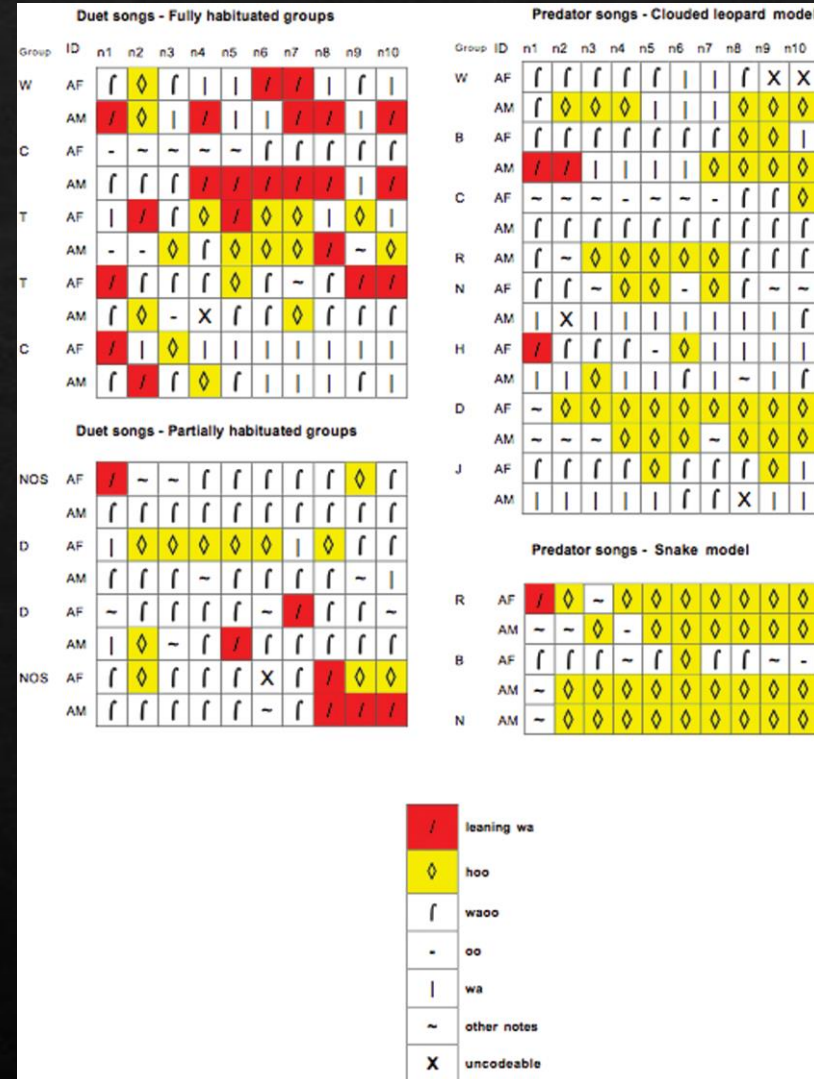 Duet songs - Fully habituated groups
Group ID n1 n2 n3 n4 n5 n6 n7 n8 n9 n10
W AF ⌠ ◊ ⌠ | | / / | ⌠ |
AM / ◊ | / | | / / | /
C AF - ~ ~ ~ ~ ⌠ ⌠ ⌠ ⌠ ⌠
AM ⌠ ⌠ ⌠ / / / / / | /
T AF | / ⌠ ◊ / ◊ ◊ | ◊ |
AM - - ◊ ⌠ ◊ ◊ ◊ / ~ ◊
T AF / ⌠ ⌠ ⌠ ◊ ⌠ ~ ⌠ / /
AM ⌠ ◊ - X ⌠ ⌠ ◊ ⌠ ⌠ ⌠
C AF / | ◊ | | | | | | |
AM ⌠ / ⌠ ◊ ⌠ | | | ⌠ |
Duet songs - Partially habituated groups
NOS AF / ~ ~ ⌠ ⌠ ⌠ ⌠ ⌠ ◊ ⌠
AM ⌠ ⌠ ⌠ ⌠ ⌠ ⌠ ⌠ ⌠ ⌠ ⌠
D AF | ◊ ◊ ◊ ◊ ◊ | ◊ ⌠ ⌠
AM ⌠ ⌠ ⌠ ~ ⌠ ⌠ ⌠ ⌠ ~ |
D AF ~ ⌠ ⌠ ⌠ ⌠ ~ / ⌠ ⌠ ~
AM | ◊ ~ ⌠ / ⌠ ⌠ ⌠ ⌠ ⌠
NOS AF ⌠ ◊ ⌠ ⌠ ⌠ X ⌠ / ◊ ◊
AM ⌠ ⌠ ⌠ ⌠ ⌠ ~ ⌠ / / /
Predator songs - Clouded leopard model
Group ID n1 n2 n3 n4 n5 n6 n7 n8 n9 n10
W AF ⌠ ⌠ ⌠ ⌠ ⌠ | | ⌠ X X
AM ⌠ ◊ ◊ ◊ | | | ◊ ◊ ◊
B AF ⌠ ⌠ ⌠ ⌠ ⌠ ⌠ ⌠ ◊ ◊ |
AM / / | | | | ◊ ◊ ◊ ◊
C AF ~ ~ ~ - ~ ~ - ⌠ ⌠ ◊
AM ⌠ ⌠ ⌠ ⌠ ⌠ ⌠ ⌠ ⌠ ⌠ ⌠
R AM ⌠ ~ ◊ ◊ ◊ ◊ ◊ ⌠ ⌠ ⌠
N AF ⌠ ⌠ ~ ◊ ◊ - ◊ ⌠ ~ ~
AM | X | | | | | | | ⌠
H AF / ⌠ ⌠ ⌠ - ◊ | | | |
AM | | ◊ | | ⌠ | ~ | ⌠
D AF ~ ◊ ◊ ◊ ◊ ◊ ◊ ◊ ◊ ◊
AM ~ ~ ~ ◊ ◊ ◊ ~ ◊ ◊ ◊
J AF ⌠ ⌠ ⌠ ⌠ ◊ ⌠ ⌠ ⌠ ◊ |
AM | | | | | ⌠ ⌠ X | |
Predator songs - Snake model
R AF / ◊ ~ ◊ ◊ ◊ ◊ ◊ ◊ ◊
AM ~ ~ ◊ - ◊ ◊ ◊ ◊ ◊ ◊
B AF ⌠ ⌠ ⌠ ~ ⌠ ◊ ⌠ ⌠ ~ -
AM ~ ◊ ◊ ◊ ◊ ◊ ◊ ◊ ◊ ◊
N AM ~ ◊ ◊ ◊ ◊ ◊ ◊ ◊ ◊ ◊
/ leaning wa
◊ hoo
⌠ waoo
- oo
| wa
~ other notes
X uncodeable